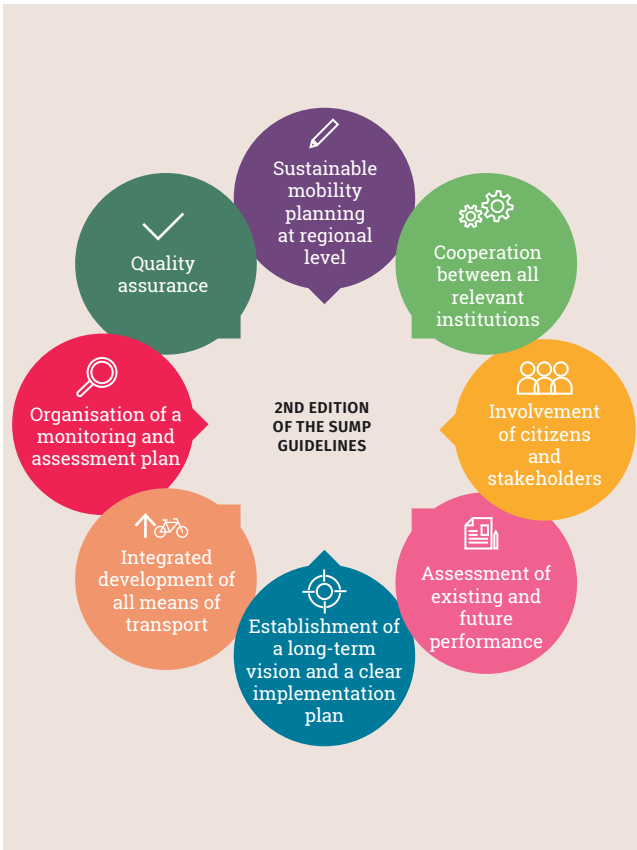 Sustainable
mobility
planning
at regional
level
Cooperation
between all
relevant
institutions
Involvement
of citizens
and
stakeholders
Assessment of
existing and
future
performance
Establishment of
a long-term
vision and a clear
implementation
plan
Integrated
development of
all means of
transport
Organisation of a
monitoring and
assessment plan
Quality
assurance
2ND EDITION
OF THE SUMP
GUIDELINES